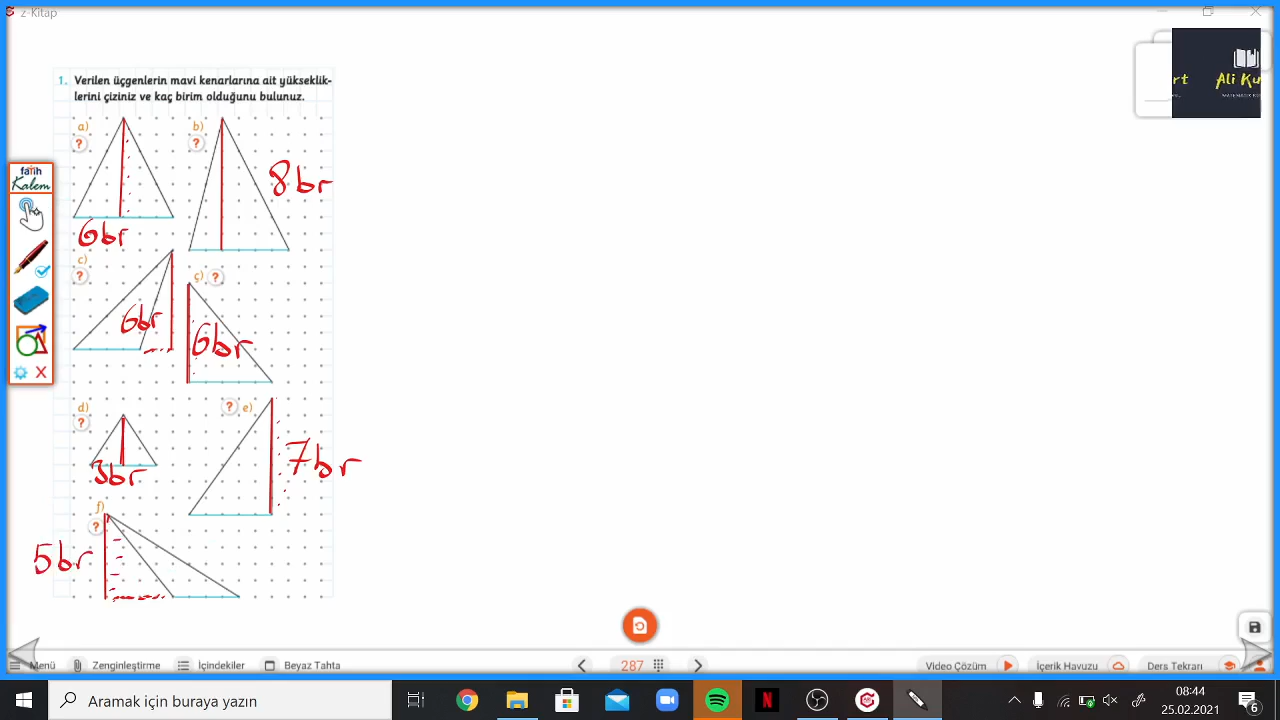 z-Kitap
1. Verilen üçgenlerin mavi kenarlarına ait yükseklik-
lerini çiziniz ve kaç birim olduğunu bulunuz.
a)
?
6br
b)
?
8br
c)
?
6br
ç) ?
6br
d)
?
3br
? e)
7br
f)
?
5br
fatih
Kalem
Ali Ku
Menü
Zenginleştirme
İçindekiler
Beyaz Tahta
287
Video Çözüm
İçerik Havuzu
Ders Tekrarı
Aramak için buraya yazın
08:44
25.02.2021
6